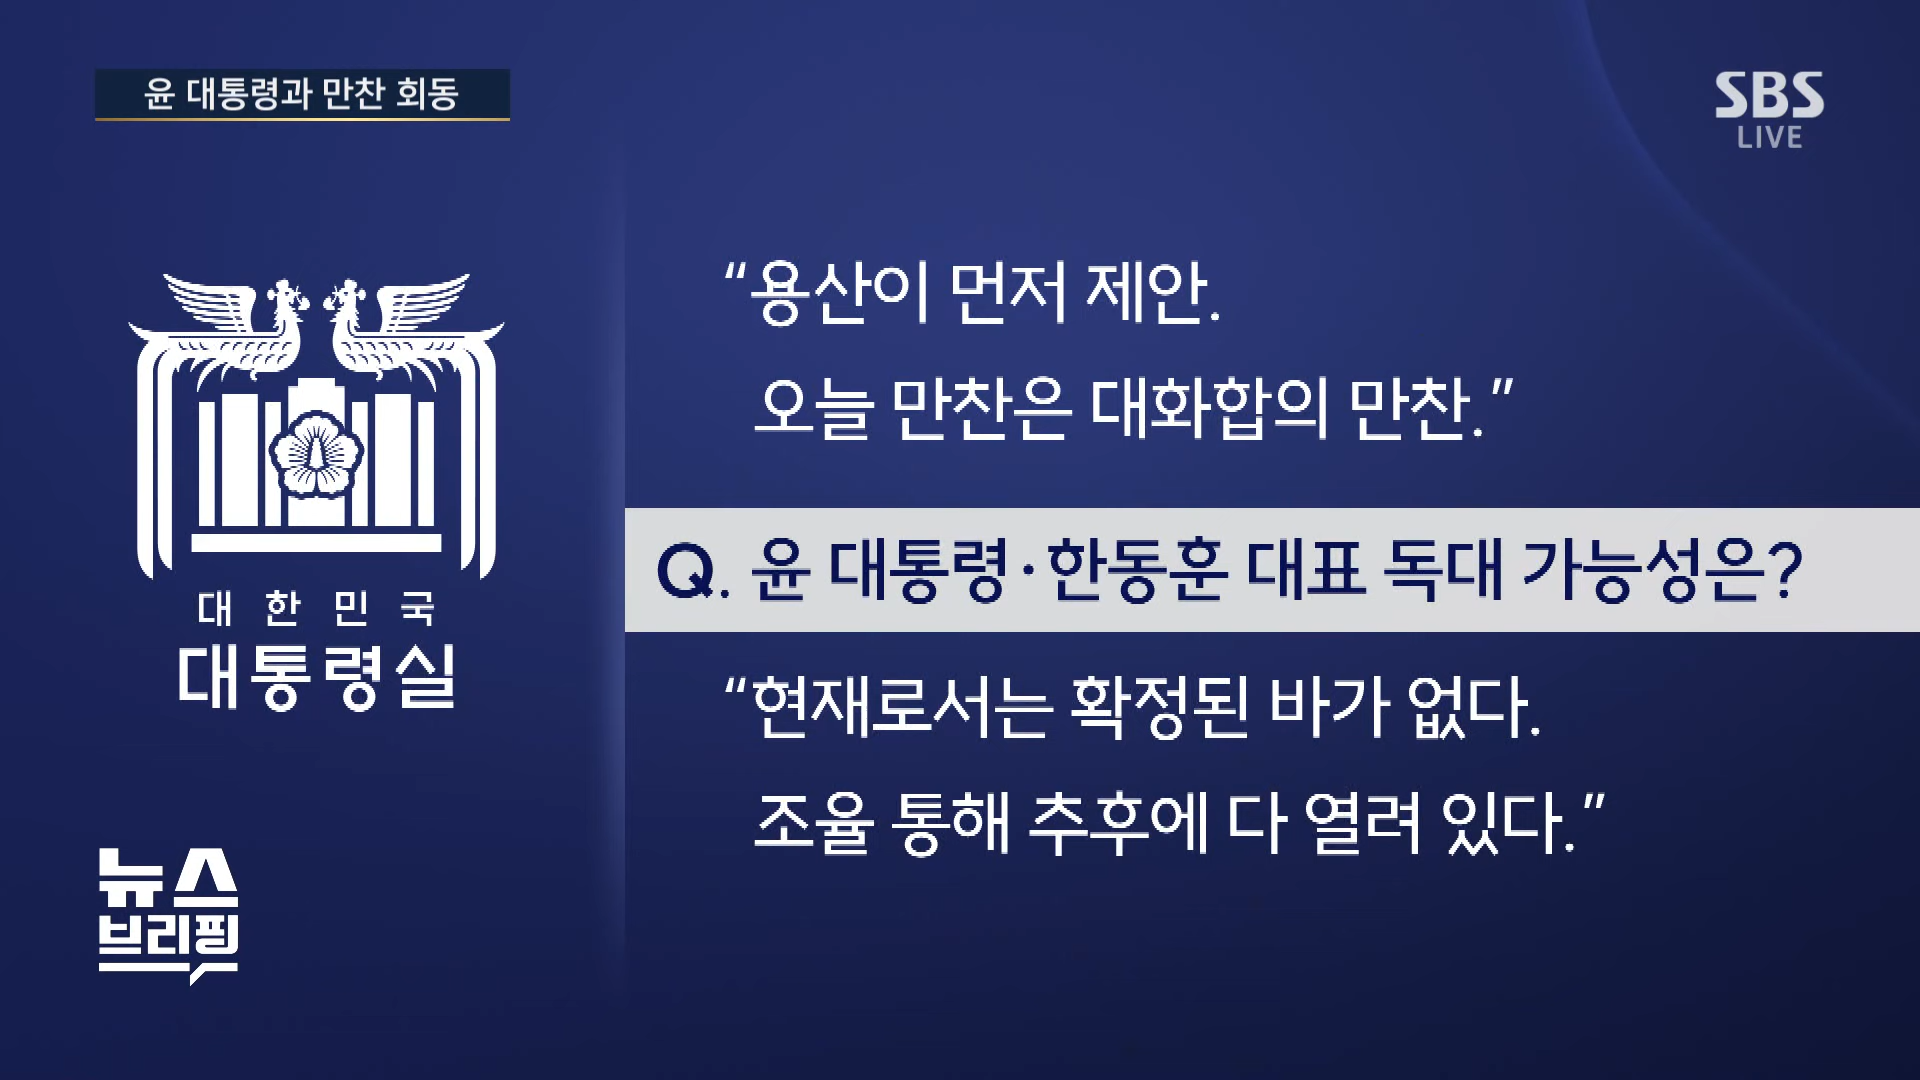 윤 대통령과 만찬 회동
SBS
LIVE
“용산이 먼저 제안.
오늘 만찬은 대화합의 만찬.”
Q. 윤 대통령·한동훈 대표 독대 가능성은?
“현재로서는 확정된 바가 없다.
조율 통해 추후에 다 열려 있다.”
대한민국
대통령실
뉴스
브리핑